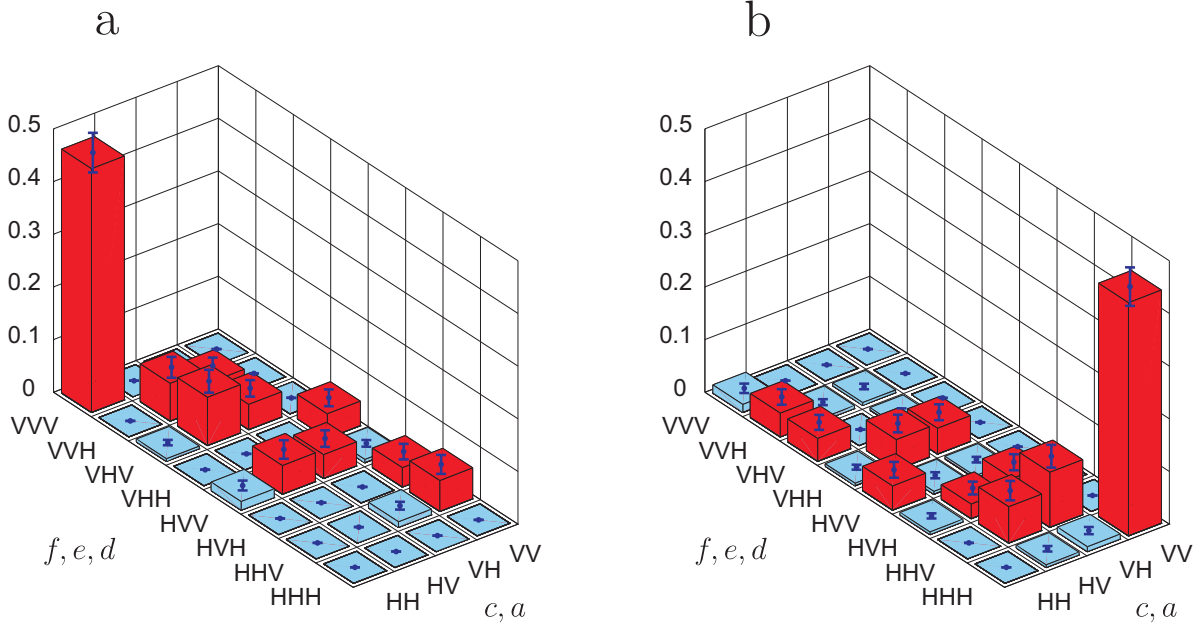 a
0.5
0.4
0.3
0.2
0.1
0
VVV
VVH
VHV
VHH
HVV
HVH
HHV
HHH
f, e, d
HH
HV
VH
VV
c, a
b
0.5
0.4
0.3
0.2
0.1
0
VVV
VVH
VHV
VHH
HVV
HVH
HHV
HHH
f, e, d
HH
HV
VH
VV
c, a